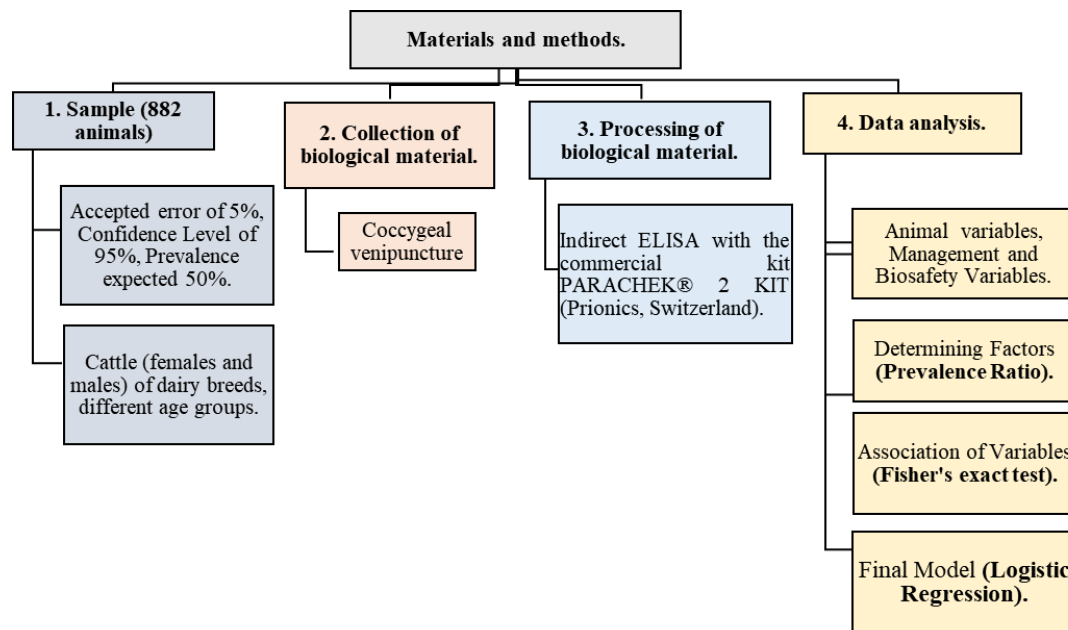 Materials and methods.
1. Sample (882
animals)
Accepted error of 5%,
Confidence Level of
95%, Prevalence
expected 50%.
Cattle (females and
males) of dairy breeds,
different age groups.
2. Collection of
biological material.
Coccygeal
venipuncture
3. Processing of
biological material.
Indirect ELISA with the
commercial kit
PARACHEK® 2 KIT
(Prionics, Switzerland).
4. Data analysis.
Animal variables,
Management and
Biosafety Variables.
Determining Factors
(Prevalence Ratio).
Association of Variables
(Fisher's exact test).
Final Model (Logistic
Regression).